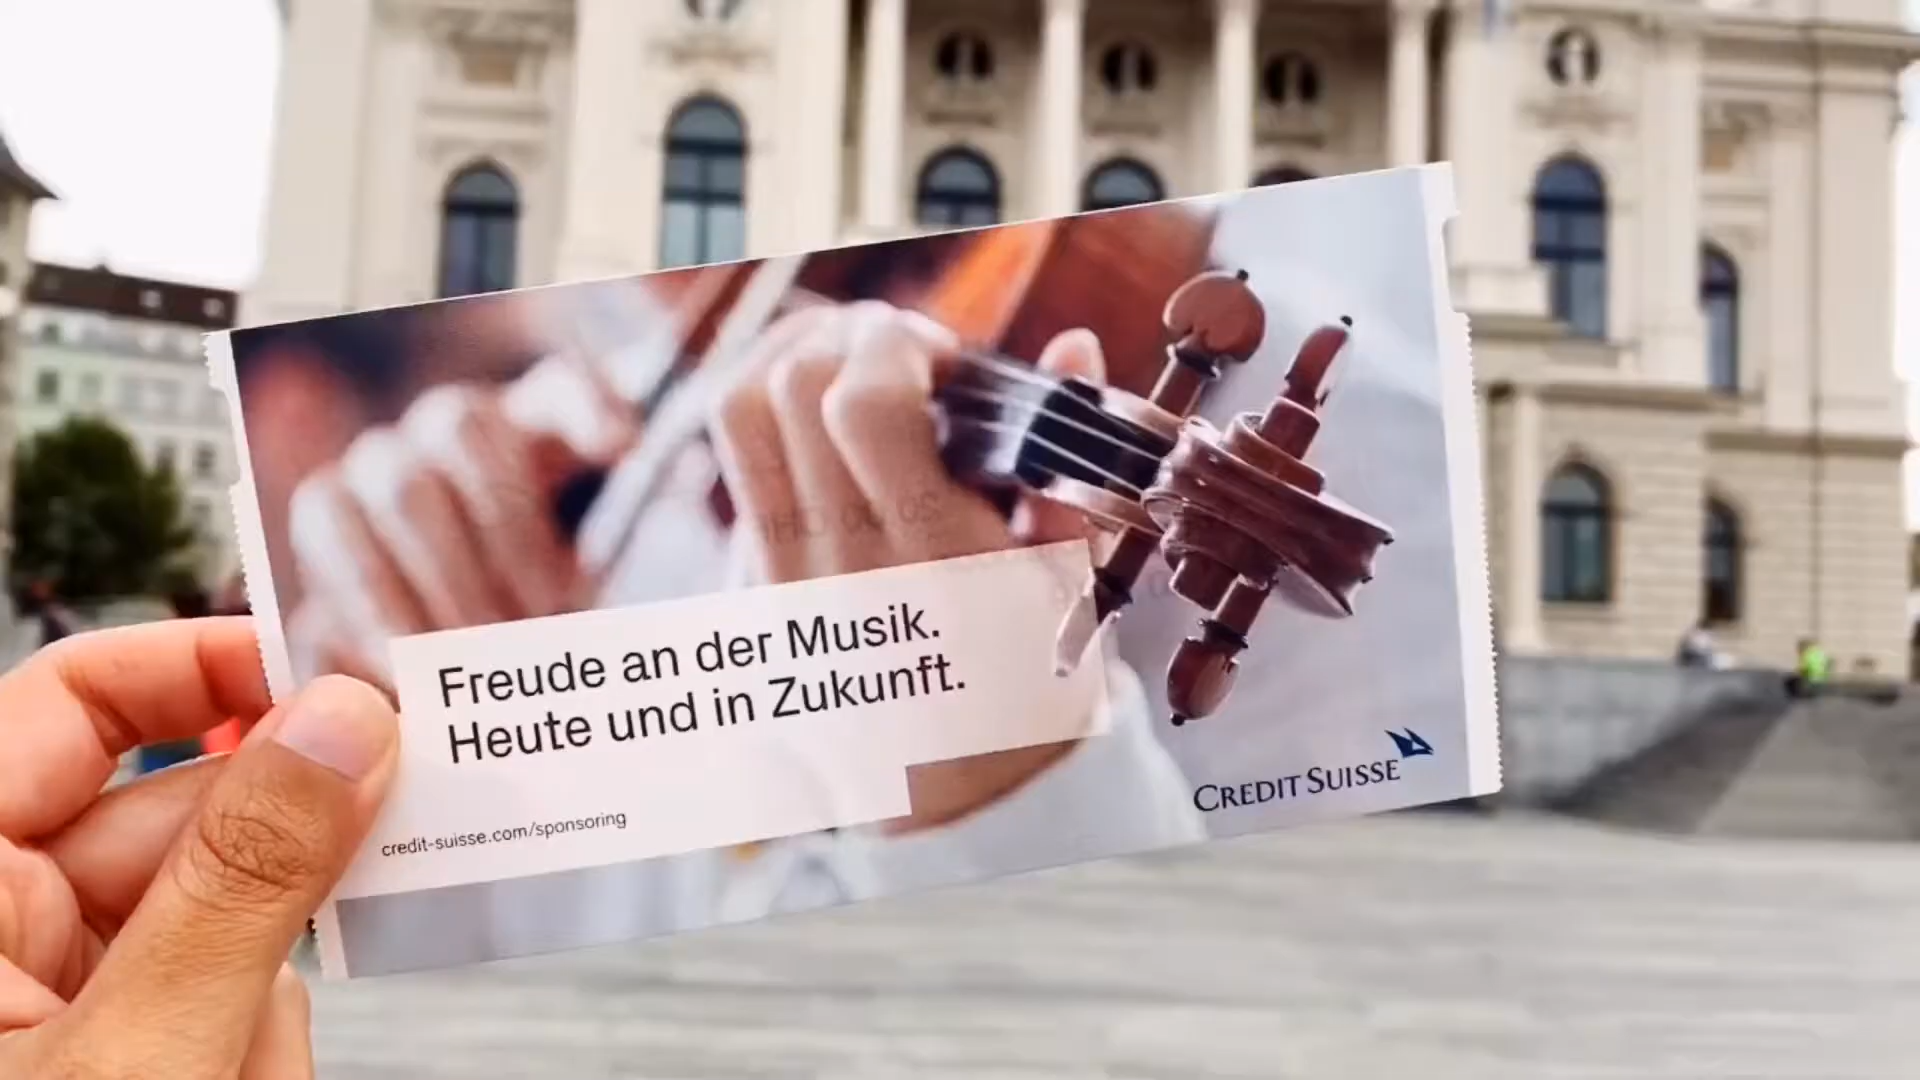 Freude an der Musik.
Heute und in Zukunft.
credit-suisse.com/sponsoring
CREDIT SUISSE